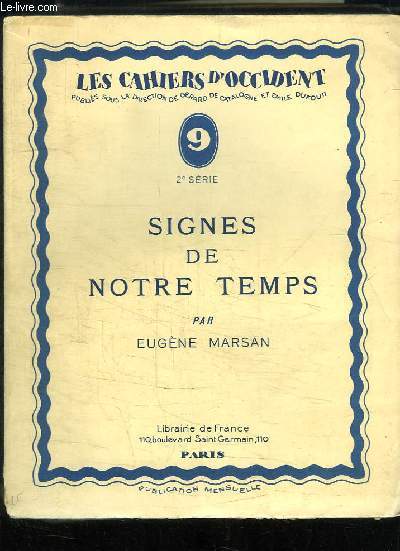 Le-livre.com
LES CAHIERS D'OCCIDENT
PUBLIÉS SOUS LA DIRECTION DE GÉRARD DE CATALOGNE ET EMILE DUFOUR
9
2e SÉRIE
SIGNES
DE
NOTRE TEMPS
PAR
EUGÈNE MARSAN
Librairie de France
110, boulevard Saint Germain, 110
PARIS
PUBLICATION MENSUELLE